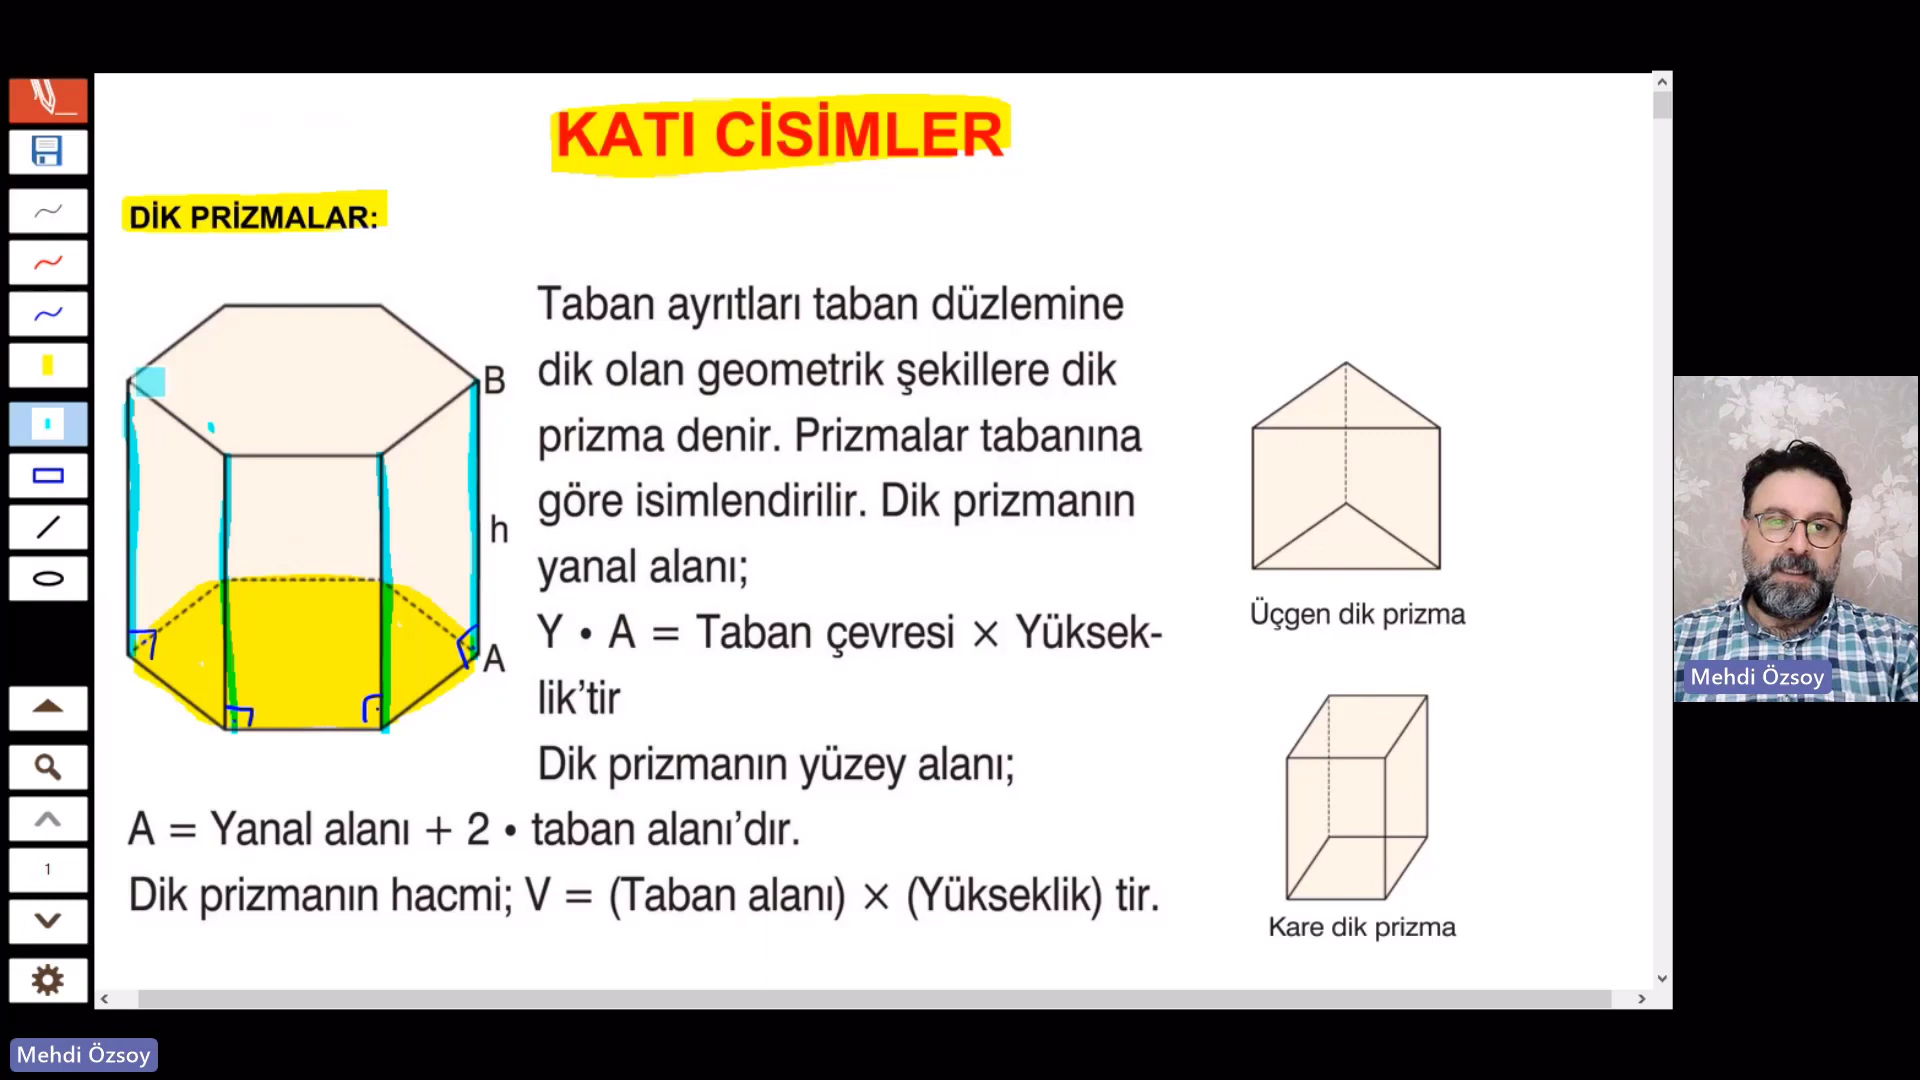 KATI CİSİMLER
DİK PRİZMALAR:
B
h
A
Taban ayrıtları taban düzlemine
dik olan geometrik şekillere dik
prizma denir. Prizmalar tabanına
göre isimlendirilir. Dik prizmanın
yanal alanı;
Y • A = Taban çevresi × Yüksek-
lik’tir
Dik prizmanın yüzey alanı;
A = Yanal alanı + 2 • taban alanı’dır.
Dik prizmanın hacmi; V = (Taban alanı) × (Yükseklik) tir.
Üçgen dik prizma
Kare dik prizma
1
Mehdi Özsoy
Mehdi Özsoy